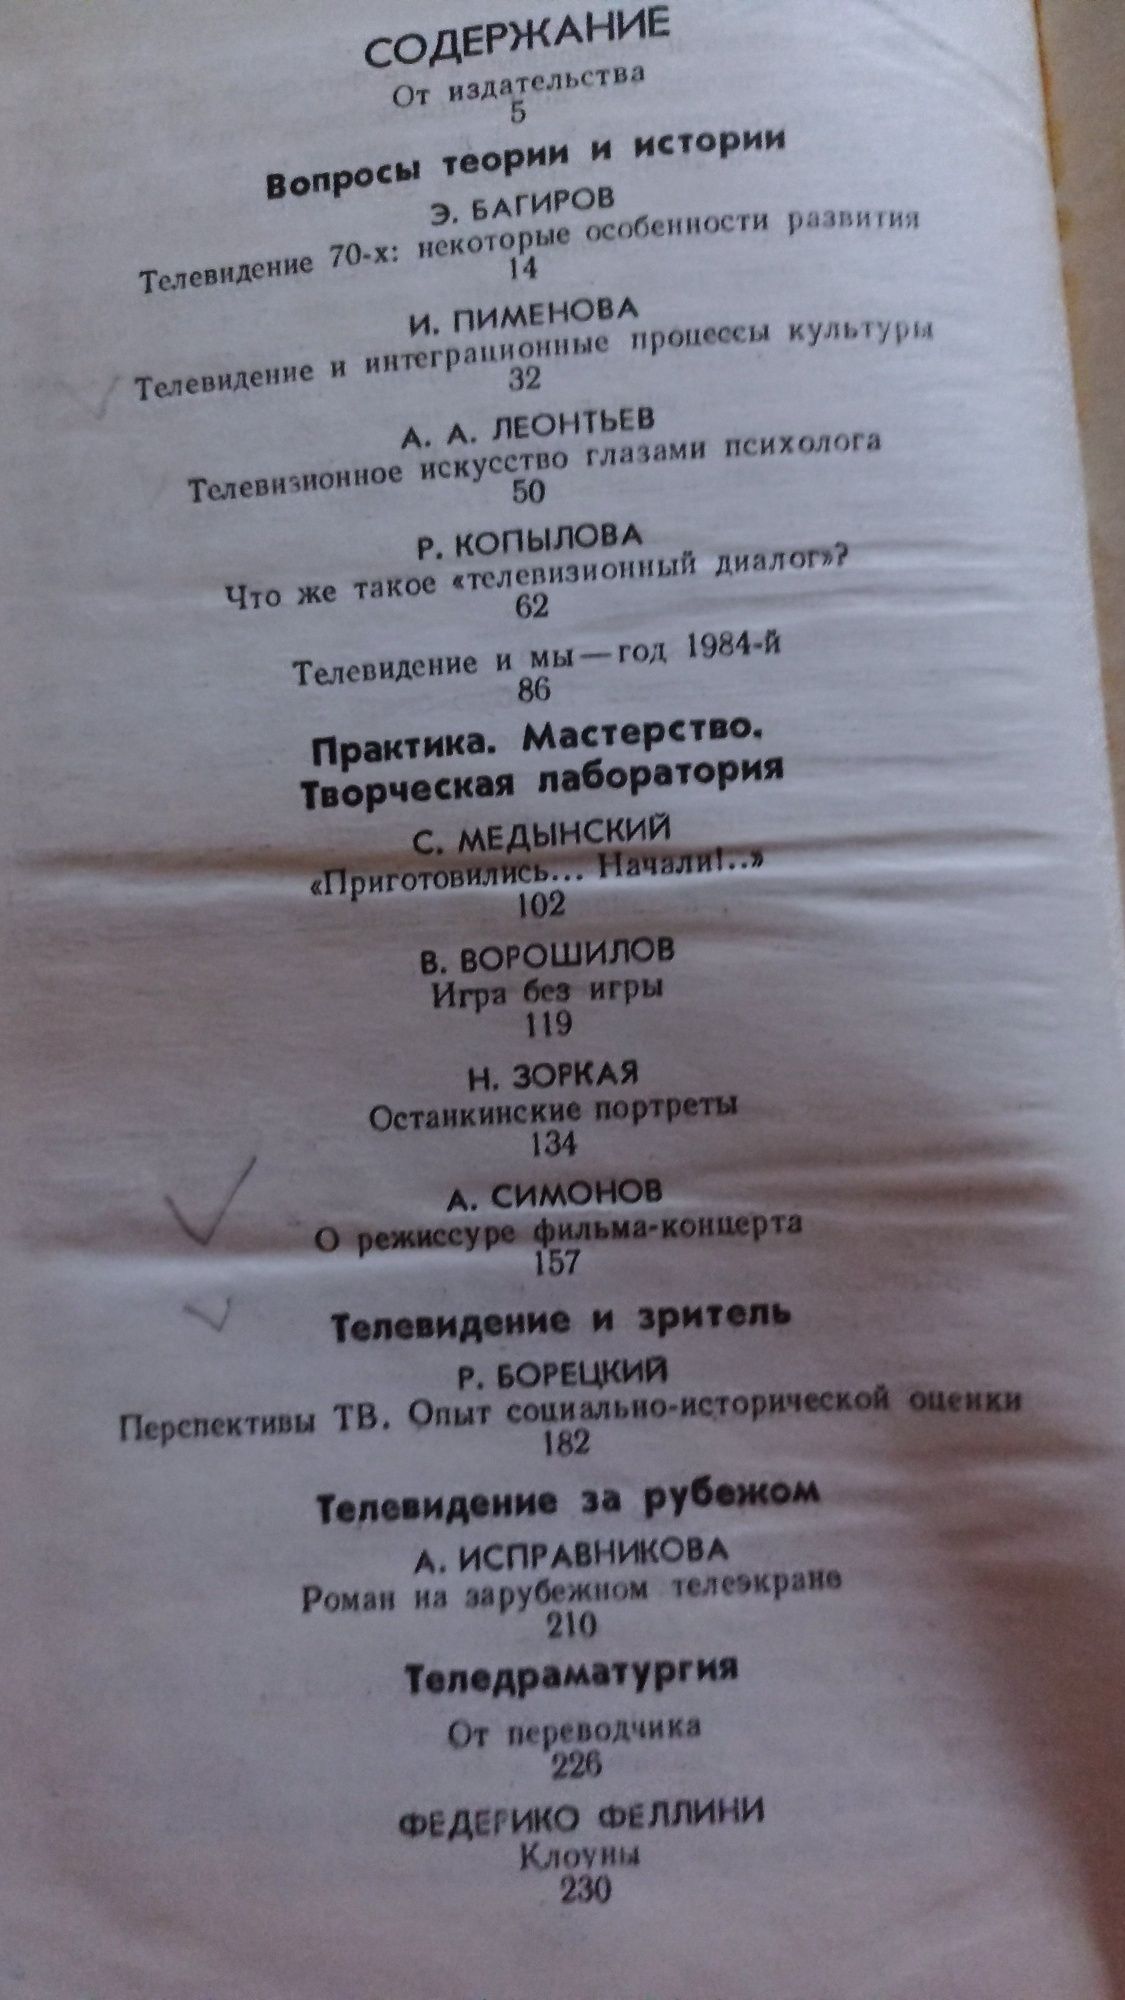 СОДЕРЖАНИЕ
От издательства
5
Вопросы теории и истории
Э. БАГИРОВ
Телевидение 70-х: некоторые особенности развития
14
И. ПИМЕНОВА
Телевидение и интеграционные процессы культуры
32
А. А. ЛЕОНТЬЕВ
Телевизионное искусство глазами психолога
50
Р. КОПЫЛОВА
Что же такое «телевизионный диалог»?
62
Телевидение и мы — год 1984-й
86
Практика. Мастерство.
Творческая лаборатория
С. МЕДЫНСКИЙ
«Приготовились... Начали!..»
102
В. ВОРОШИЛОВ
Игра без игры
119
Н. ЗОРКАЯ
Останкинские портреты
134
А. СИМОНОВ
О режиссуре фильма-концерта
157
Телевидение и зритель
Р. БОРЕЦКИЙ
Перспективы ТВ. Опыт социально-исторической оценки
182
Телевидение за рубежом
А. ИСПРАВНИКОВА
Роман на зарубежном телеэкране
210
Теледраматургия
От переводчика
226
ФЕДЕРИКО ФЕЛЛИНИ
Клоуны
230